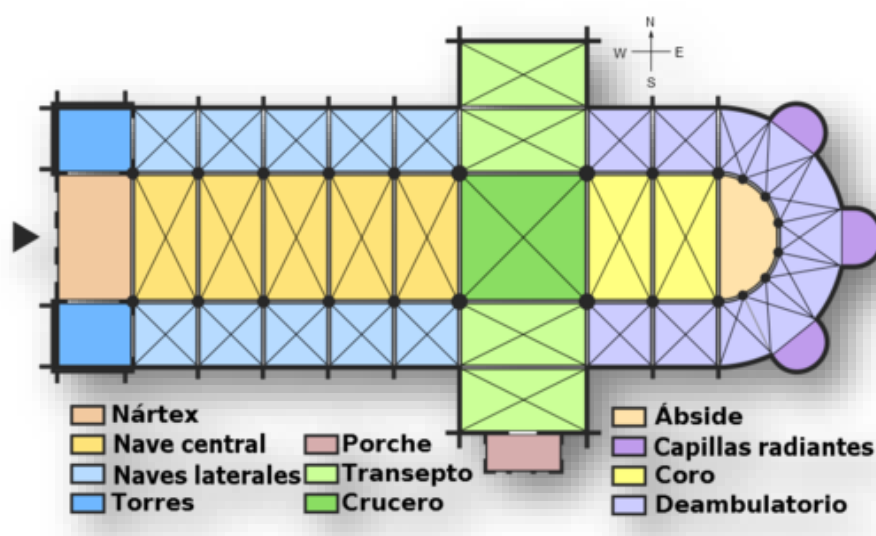 N
W E
S
Nártex
Nave central
Naves laterales
Torres
Porche
Transepto
Crucero
Ábside
Capillas radiantes
Coro
Deambulatorio